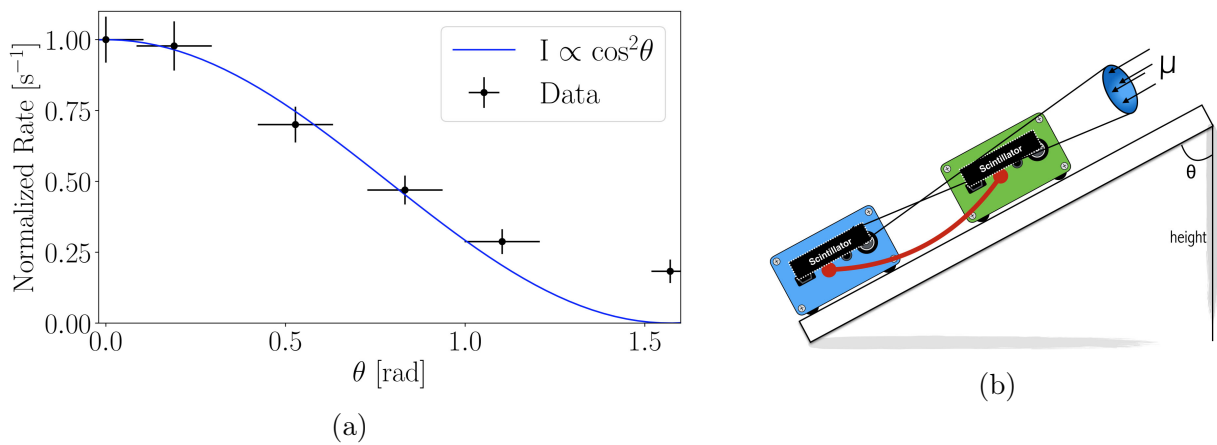 1.00
0.75
0.50
0.25
0.00
Normalized Rate [s⁻¹]
I ∝ cos²θ
Data
0.0 0.5 1.0 1.5
θ [rad]
(a)
μ
Scintillator
Scintillator
θ
height
(b)